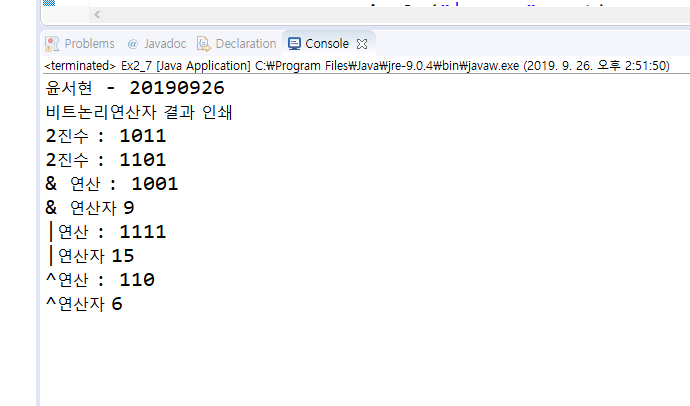 Problems @ Javadoc Declaration Console
<terminated> Ex2_7 [Java Application] C:₩Program Files₩Java₩jre-9.0.4₩bin₩javaw.exe (2019. 9. 26. 오후 2:51:50)
윤서현 - 20190926
비트논리연산자 결과 인쇄
2진수 : 1011
2진수 : 1101
& 연산 : 1001
& 연산자 9
|연산 : 1111
|연산자 15
^연산 : 110
^연산자 6